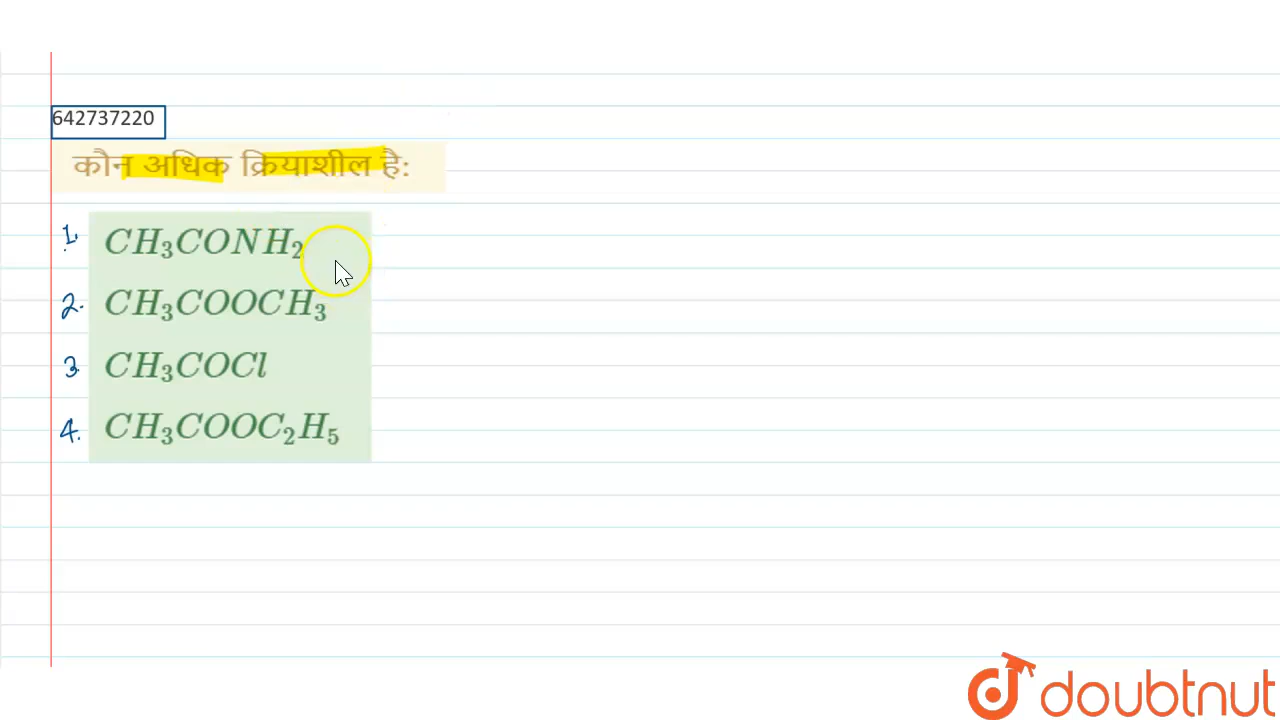 642737220
कौन अधिक क्रियाशील है:
1. CH₃CONH₂
2. CH₃COOCH₃
3. CH₃COCl
4. CH₃COOC₂H₅
doubtnut